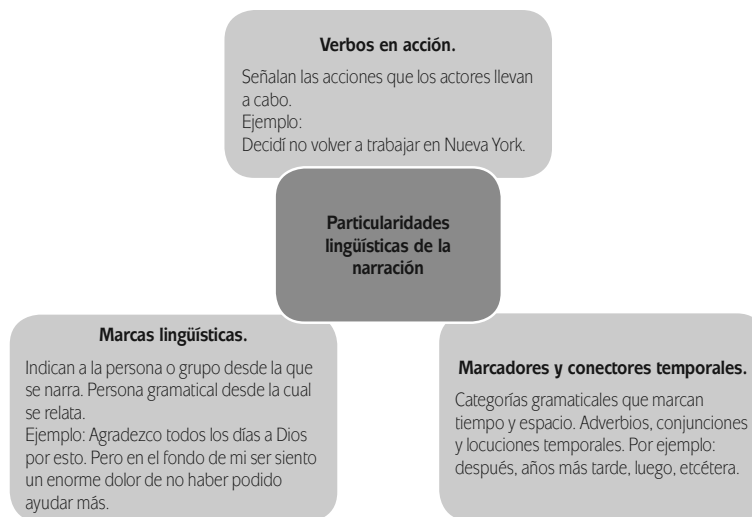 Verbos en acción.
Señalan las acciones que los actores llevan
a cabo.
Ejemplo:
Decidí no volver a trabajar en Nueva York.
Particularidades
lingüísticas de la
narración
Marcas lingüísticas.
Indican a la persona o grupo desde la que
se narra. Persona gramatical desde la cual
se relata.
Ejemplo: Agradezco todos los días a Dios
por esto. Pero en el fondo de mi ser siento
un enorme dolor de no haber podido
ayudar más.
Marcadores y conectores temporales.
Categorías gramaticales que marcan
tiempo y espacio. Adverbios, conjunciones
y locuciones temporales. Por ejemplo:
después, años más tarde, luego, etcétera.